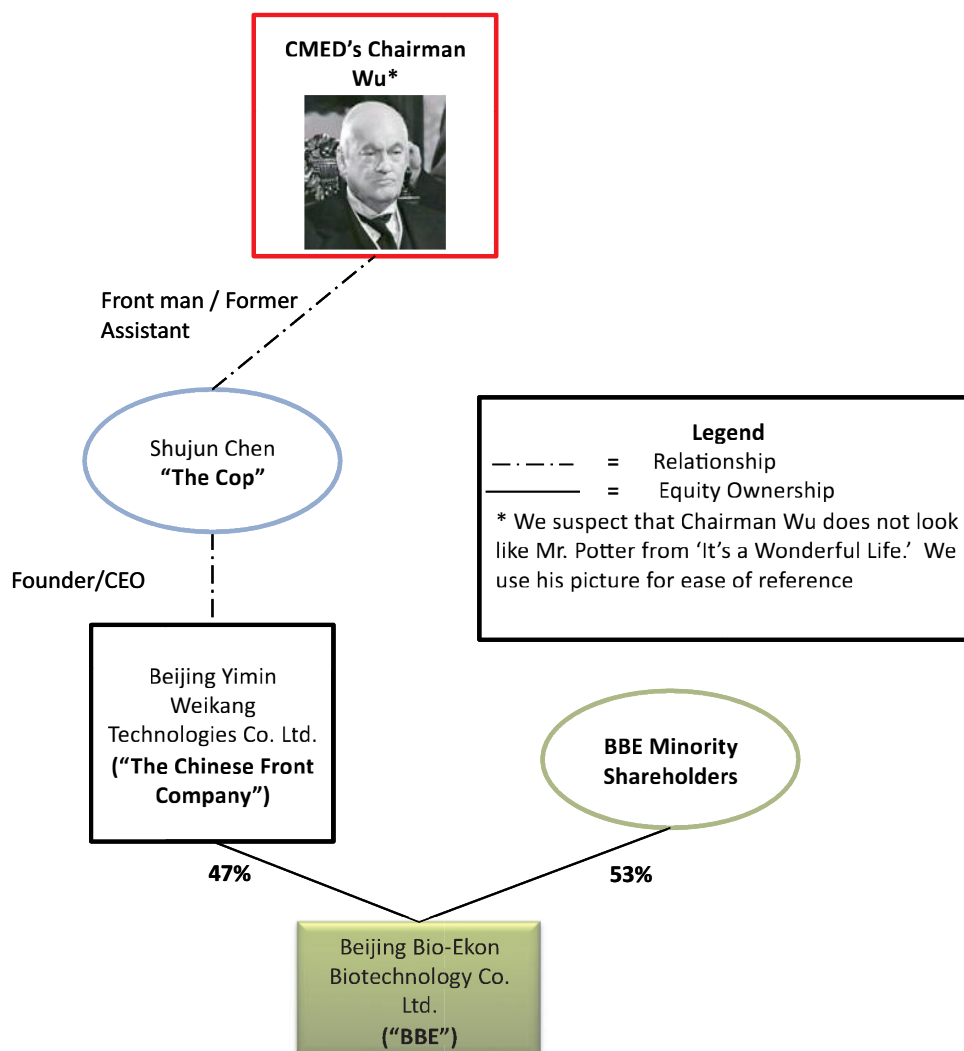 CMED’s Chairman
Wu*
Front man / Former
Assistant
Shujun Chen
“The Cop”
Legend
= Relationship
= Equity Ownership
* We suspect that Chairman Wu does not look
like Mr. Potter from ‘It’s a Wonderful Life.’ We
use his picture for ease of reference
Founder/CEO
Beijing Yimin
Weikang
Technologies Co. Ltd.
(“The Chinese Front
Company”)
BBE Minority
Shareholders
47%
53%
Beijing Bio-Ekon
Biotechnology Co.
Ltd.
(“BBE”)